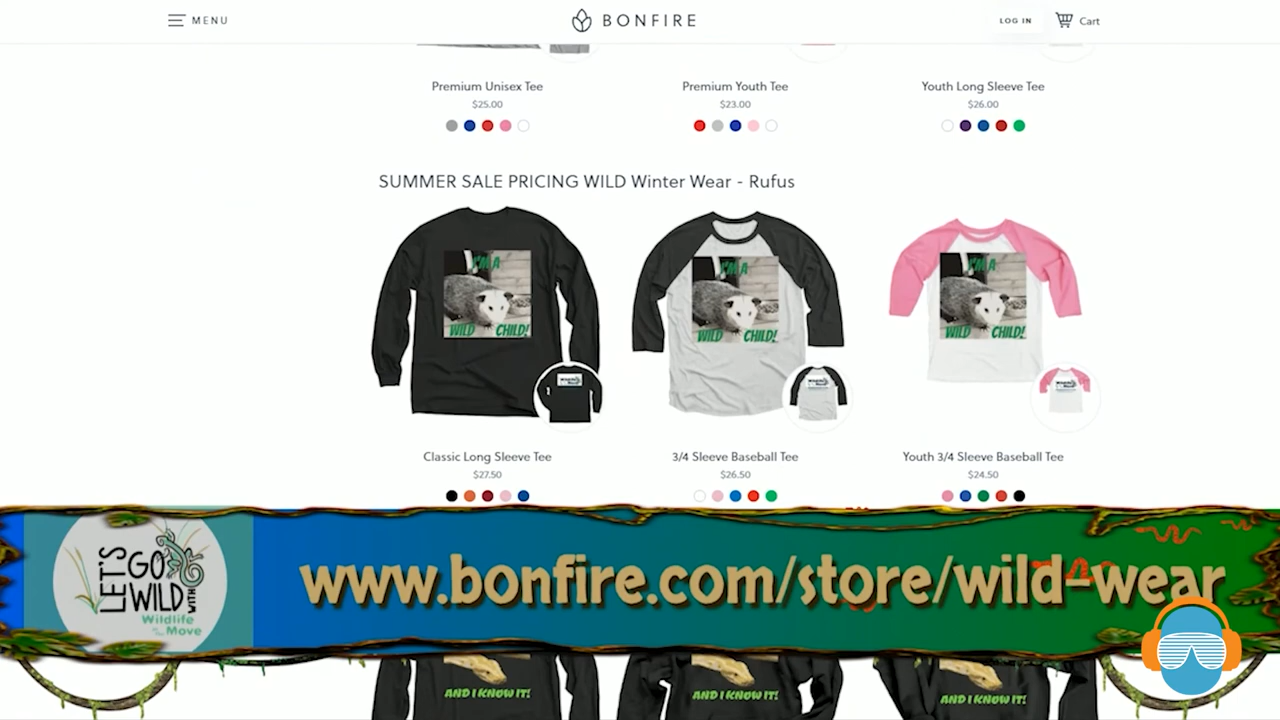 MENU
BONFIRE
LOG IN
Cart
Premium Unisex Tee
Premium Youth Tee
Youth Long Sleeve Tee
$25.00
$23.00
$26.00
SUMMER SALE PRICING WILD Winter Wear - Rufus
I'M A
WILD CHILD!
I'M A
WILD CHILD!
I'M A
WILD CHILD!
Classic Long Sleeve Tee
3/4 Sleeve Baseball Tee
Youth 3/4 Sleeve Baseball Tee
$27.50
$26.50
$24.50
LET'S
GO
WILD
WITH
Wildlife
on the
Move
www.bonfire.com/store/wild-wear
AND I KNOW IT!
AND I KNOW IT!
AND I KNOW IT!